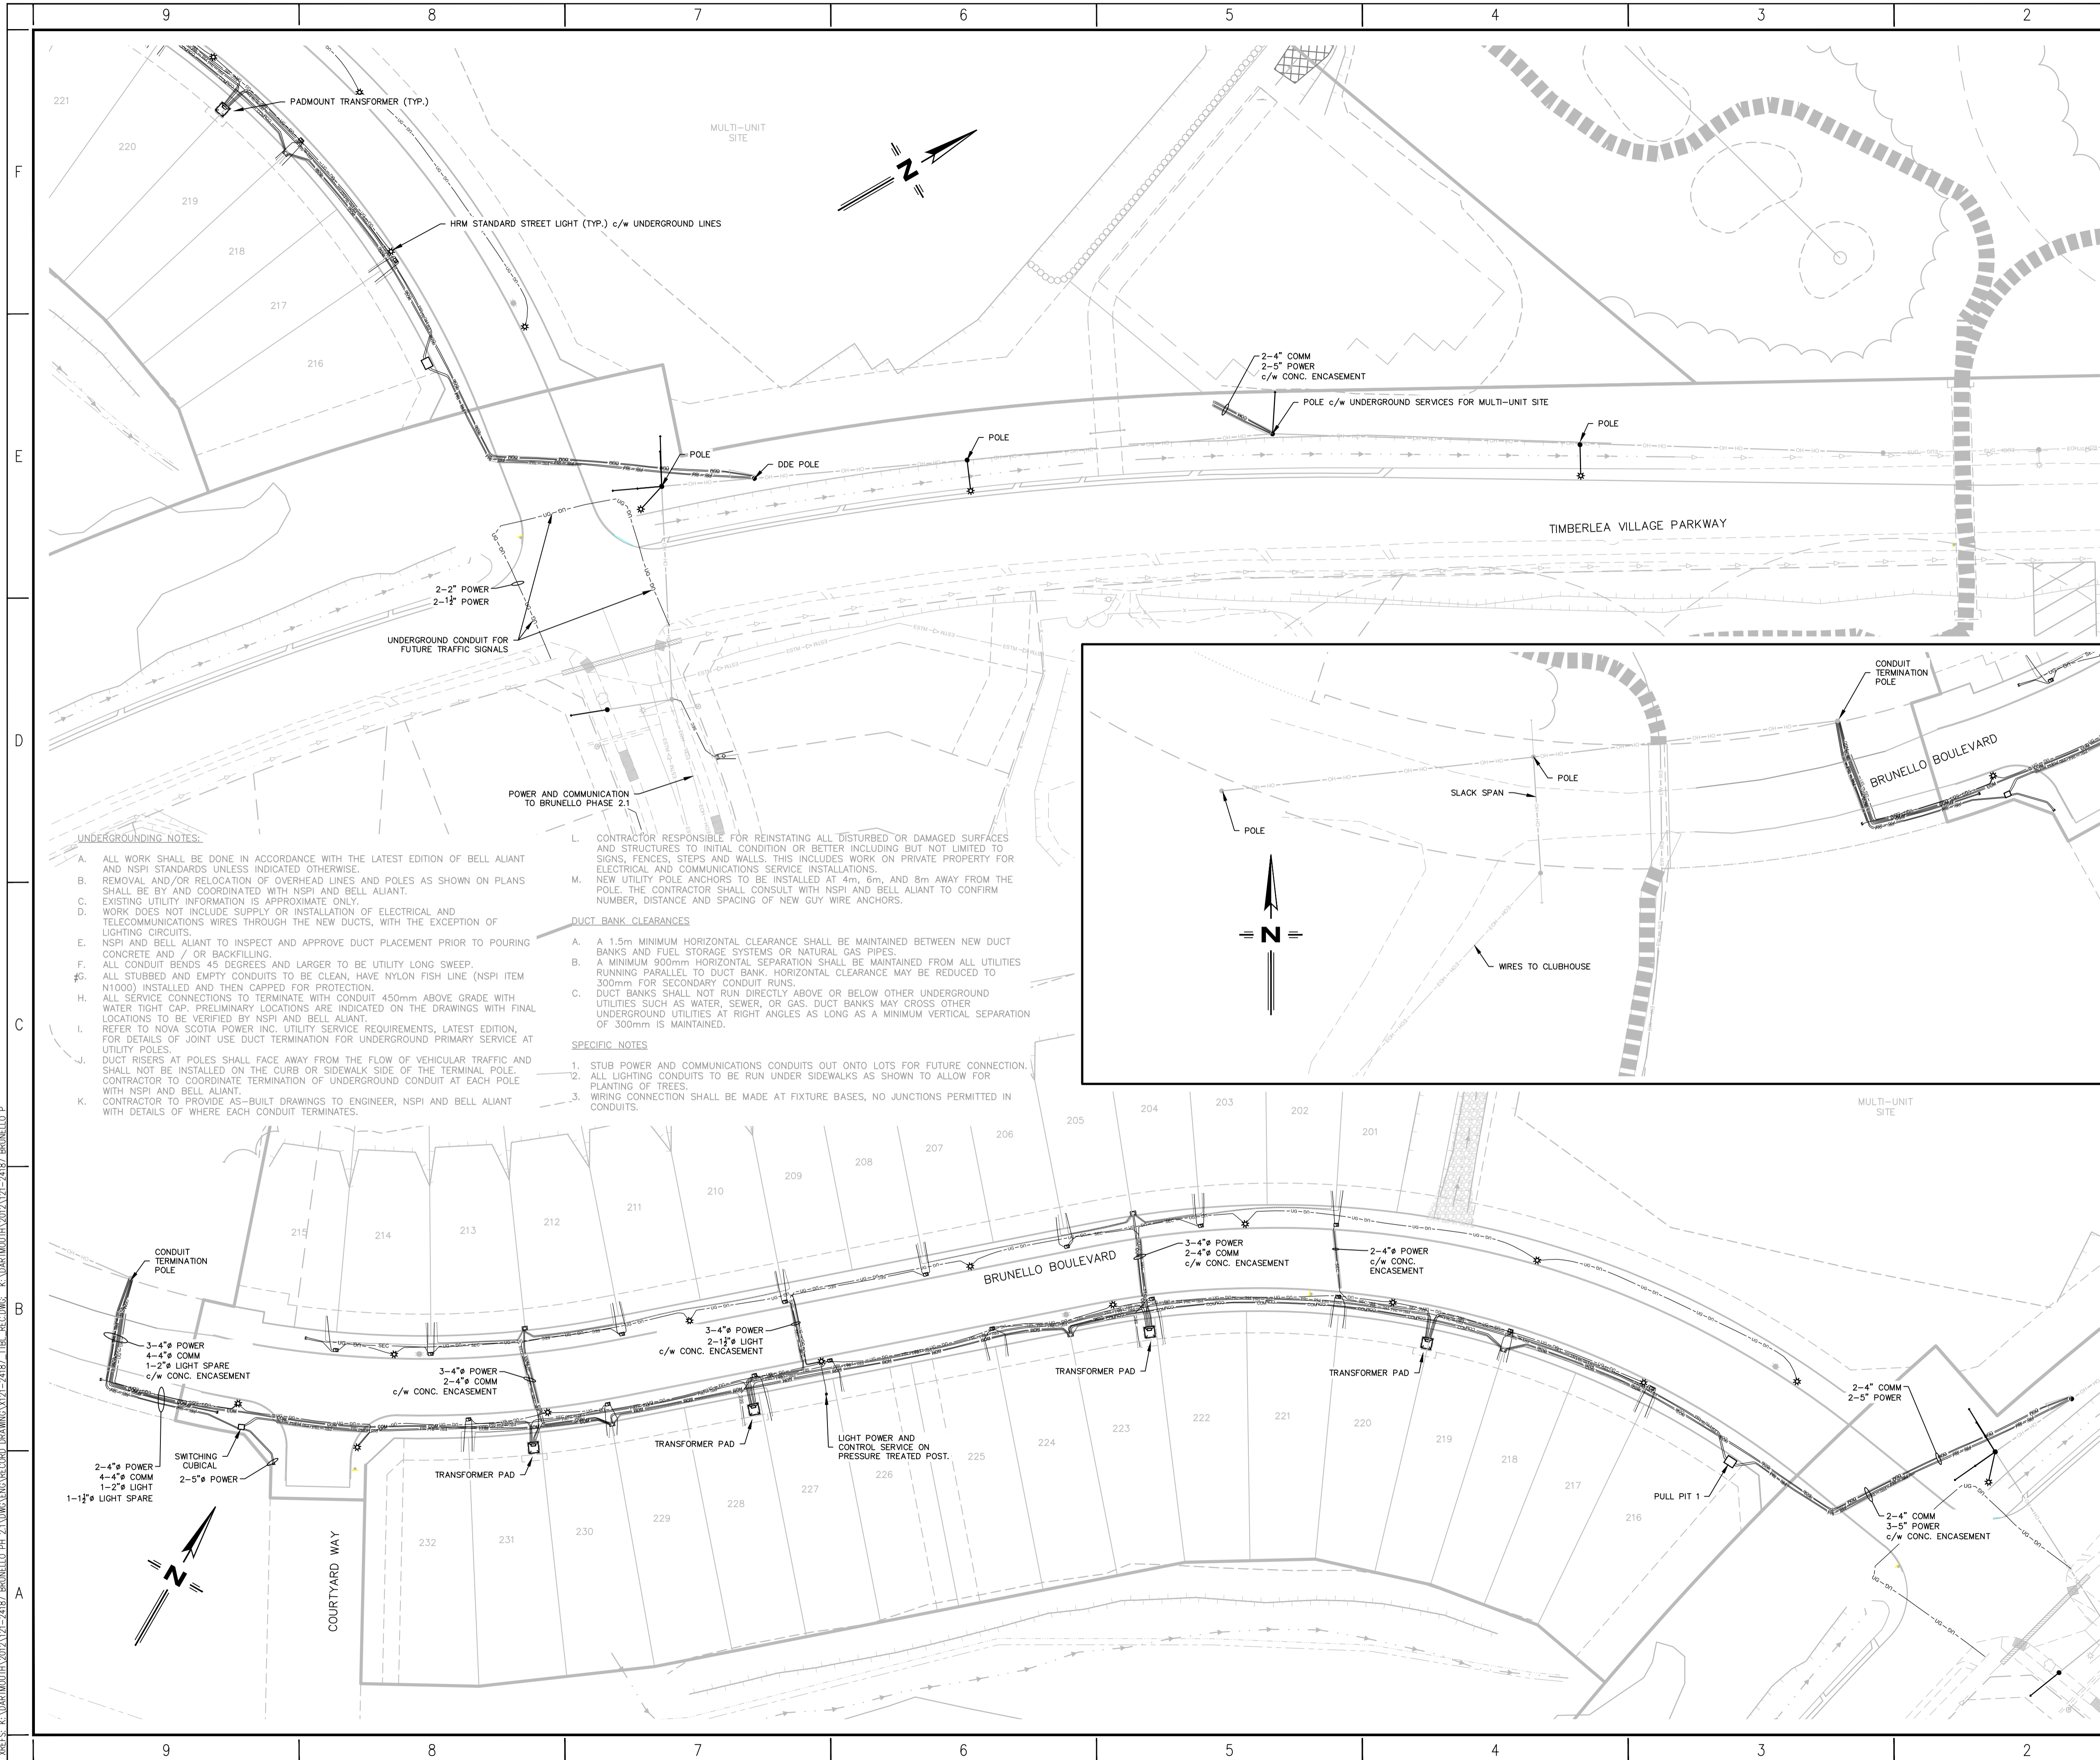 9 8 7 6 5 4 3 2
F
E
D
C
B
A
221
220
219
218
217
216
PADMOUNT TRANSFORMER (TYP.)
HRM STANDARD STREET LIGHT (TYP.) c/w UNDERGROUND LINES
MULTI-UNIT
SITE
N
2-4" COMM
2-5" POWER
c/w CONC. ENCASEMENT
POLE c/w UNDERGROUND SERVICES FOR MULTI-UNIT SITE
POLE
POLE
POLE
DDE POLE
TIMBERLEA VILLAGE PARKWAY
2-2" POWER
2-1½" POWER
UNDERGROUND CONDUIT FOR
FUTURE TRAFFIC SIGNALS
POWER AND COMMUNICATION
TO BRUNELLO PHASE 2.1
CONDUIT
TERMINATION
POLE
BRUNELLO BOULEVARD
POLE
SLACK SPAN
POLE
N
WIRES TO CLUBHOUSE
UNDERGROUNDING NOTES:
A. ALL WORK SHALL BE DONE IN ACCORDANCE WITH THE LATEST EDITION OF BELL ALIANT
AND NSPI STANDARDS UNLESS INDICATED OTHERWISE.
B. REMOVAL AND/OR RELOCATION OF OVERHEAD LINES AND POLES AS SHOWN ON PLANS
SHALL BE BY AND COORDINATED WITH NSPI AND BELL ALIANT.
C. EXISTING UTILITY INFORMATION IS APPROXIMATE ONLY.
D. WORK DOES NOT INCLUDE SUPPLY OR INSTALLATION OF ELECTRICAL AND
TELECOMMUNICATIONS WIRES THROUGH THE NEW DUCTS, WITH THE EXCEPTION OF
LIGHTING CIRCUITS.
E. NSPI AND BELL ALIANT TO INSPECT AND APPROVE DUCT PLACEMENT PRIOR TO POURING
CONCRETE AND / OR BACKFILLING.
F. ALL CONDUIT BENDS 45 DEGREES AND LARGER TO BE UTILITY LONG SWEEP.
G. ALL STUBBED AND EMPTY CONDUITS TO BE CLEAN, HAVE NYLON FISH LINE (NSPI ITEM
N1000) INSTALLED AND THEN CAPPED FOR PROTECTION.
H. ALL SERVICE CONNECTIONS TO TERMINATE WITH CONDUIT 450mm ABOVE GRADE WITH
WATER TIGHT CAP. PRELIMINARY LOCATIONS ARE INDICATED ON THE DRAWINGS WITH FINAL
LOCATIONS TO BE VERIFIED BY NSPI AND BELL ALIANT.
I. REFER TO NOVA SCOTIA POWER INC. UTILITY SERVICE REQUIREMENTS, LATEST EDITION,
FOR DETAILS OF JOINT USE DUCT TERMINATION FOR UNDERGROUND PRIMARY SERVICE AT
UTILITY POLES.
J. DUCT RISERS AT POLES SHALL FACE AWAY FROM THE FLOW OF VEHICULAR TRAFFIC AND
SHALL NOT BE INSTALLED ON THE CURB OR SIDEWALK SIDE OF THE TERMINAL POLE.
CONTRACTOR TO COORDINATE TERMINATION OF UNDERGROUND CONDUIT AT EACH POLE
WITH NSPI AND BELL ALIANT.
K. CONTRACTOR TO PROVIDE AS-BUILT DRAWINGS TO ENGINEER, NSPI AND BELL ALIANT
WITH DETAILS OF WHERE EACH CONDUIT TERMINATES.
L. CONTRACTOR RESPONSIBLE FOR REINSTATING ALL DISTURBED OR DAMAGED SURFACES
AND STRUCTURES TO INITIAL CONDITION OR BETTER INCLUDING BUT NOT LIMITED TO
SIGNS, FENCES, STEPS AND WALLS. THIS INCLUDES WORK ON PRIVATE PROPERTY FOR
ELECTRICAL AND COMMUNICATIONS SERVICE INSTALLATIONS.
M. NEW UTILITY POLE ANCHORS TO BE INSTALLED AT 4m, 6m, AND 8m AWAY FROM THE
POLE. THE CONTRACTOR SHALL CONSULT WITH NSPI AND BELL ALIANT TO CONFIRM
NUMBER, DISTANCE AND SPACING OF NEW GUY WIRE ANCHORS.
DUCT BANK CLEARANCES
A. A 1.5m MINIMUM HORIZONTAL CLEARANCE SHALL BE MAINTAINED BETWEEN NEW DUCT
BANKS AND FUEL STORAGE SYSTEMS OR NATURAL GAS PIPES.
B. A MINIMUM 900mm HORIZONTAL SEPARATION SHALL BE MAINTAINED FROM ALL UTILITIES
RUNNING PARALLEL TO DUCT BANK. HORIZONTAL CLEARANCE MAY BE REDUCED TO
300mm FOR SECONDARY CONDUIT RUNS.
C. DUCT BANKS SHALL NOT RUN DIRECTLY ABOVE OR BELOW OTHER UNDERGROUND
UTILITIES SUCH AS WATER, SEWER, OR GAS. DUCT BANKS MAY CROSS OTHER
UNDERGROUND UTILITIES AT RIGHT ANGLES AS LONG AS A MINIMUM VERTICAL SEPARATION
OF 300mm IS MAINTAINED.
SPECIFIC NOTES
1. STUB POWER AND COMMUNICATIONS CONDUITS OUT ONTO LOTS FOR FUTURE CONNECTION.
2. ALL LIGHTING CONDUITS TO BE RUN UNDER SIDEWALKS AS SHOWN TO ALLOW FOR
PLANTING OF TREES.
3. WIRING CONNECTION SHALL BE MADE AT FIXTURE BASES, NO JUNCTIONS PERMITTED IN
CONDUITS.
MULTI-UNIT
SITE
215 214 213 212 211 210 209 208 207 206 205 204 203 202 201
CONDUIT
TERMINATION
POLE
3-4"ø POWER
4-4"ø COMM
1-2"ø LIGHT SPARE
c/w CONC. ENCASEMENT
3-4"ø POWER
2-4"ø COMM
c/w CONC. ENCASEMENT
3-4"ø POWER
2-1½"ø LIGHT
c/w CONC. ENCASEMENT
BRUNELLO BOULEVARD
3-4"ø POWER
2-4"ø COMM
c/w CONC. ENCASEMENT
2-4"ø POWER
c/w CONC.
ENCASEMENT
TRANSFORMER PAD
TRANSFORMER PAD
TRANSFORMER PAD
TRANSFORMER PAD
LIGHT POWER AND
CONTROL SERVICE ON
PRESSURE TREATED POST.
SWITCHING
CUBICAL
2-5"ø POWER
2-4"ø POWER
4-4"ø COMM
1-2"ø LIGHT
1-1½"ø LIGHT SPARE
N
COURTYARD WAY
232 231 230 229 228 227 226 225 224 223 222 221 220 219 218 217 216
PULL PIT 1
2-4" COMM
2-5" POWER
2-4" COMM
3-5" POWER
c/w CONC. ENCASEMENT
9 8 7 6 5 4 3 2